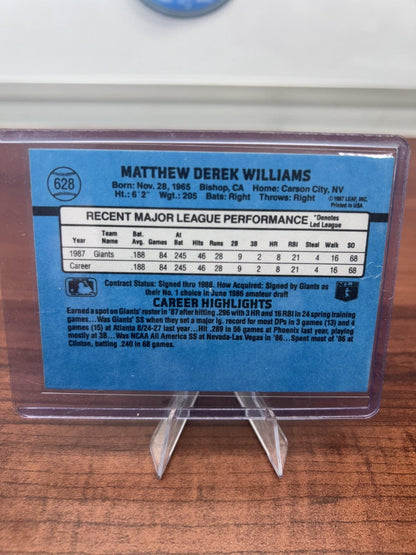 628
MATTHEW DEREK WILLIAMS
Born: Nov. 28, 1965 Bishop, CA Home: Carson City, NV
Ht.: 6'2" Wgt.: 205 Bats: Right Throws: Right
© 1987 LEAF, INC.
Printed in USA
RECENT MAJOR LEAGUE PERFORMANCE *Denotes Led League
Year Team Name Bat. Avg. Games At Bat Hits Runs 2B 3B HR RBI Steal Walk SO
1987 Giants .188 84 245 46 28 9 2 8 21 4 16 68
Career .188 84 245 46 28 9 2 8 21 4 16 68
Contract Status: Signed thru 1988. How Acquired: Signed by Giants as
their No. 1 choice in June 1986 amateur draft
CAREER HIGHLIGHTS
Earned a spot on Giants' roster in '87 after hitting .296 with 3 HR and 16 RBI in 24 spring training
games...Was Giants' SS when they set a major lg. record for most DPs in 3 games (13) and 4
games (15) at Atlanta 8/24-27 last year... Hit .289 in 56 games at Phoenix last year, playing
mostly at 3B...Was NCAA All America SS at Nevada-Las Vegas in '86...Spent most of '86 at
Clinton, batting .240 in 68 games.